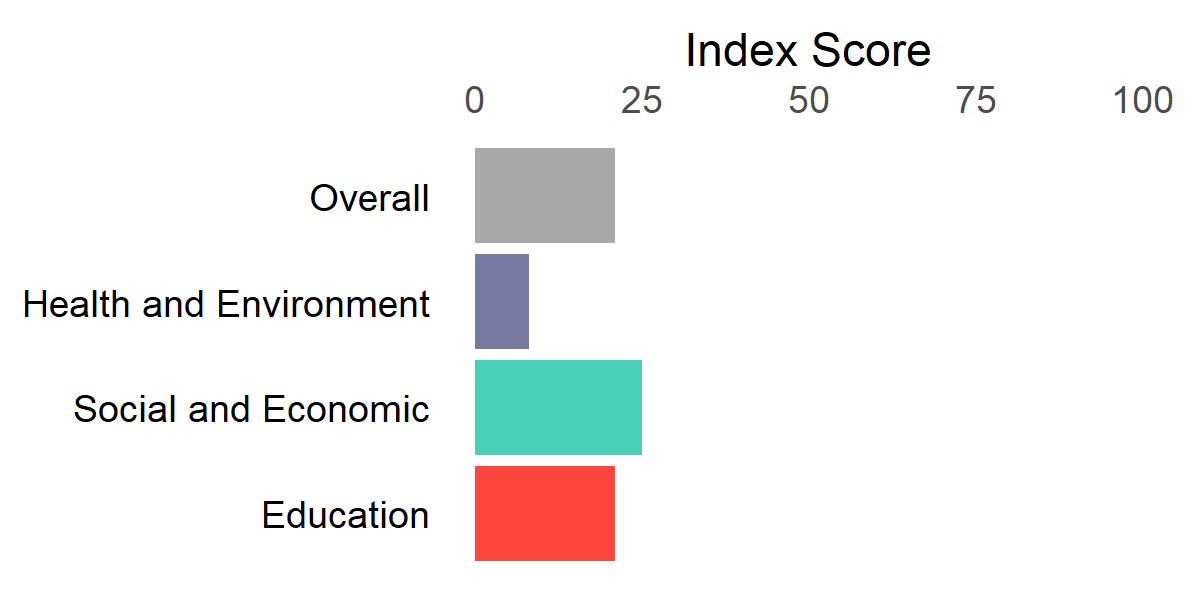 Index Score
0 25 50 75 100
Overall
Health and Environment
Social and Economic
Education